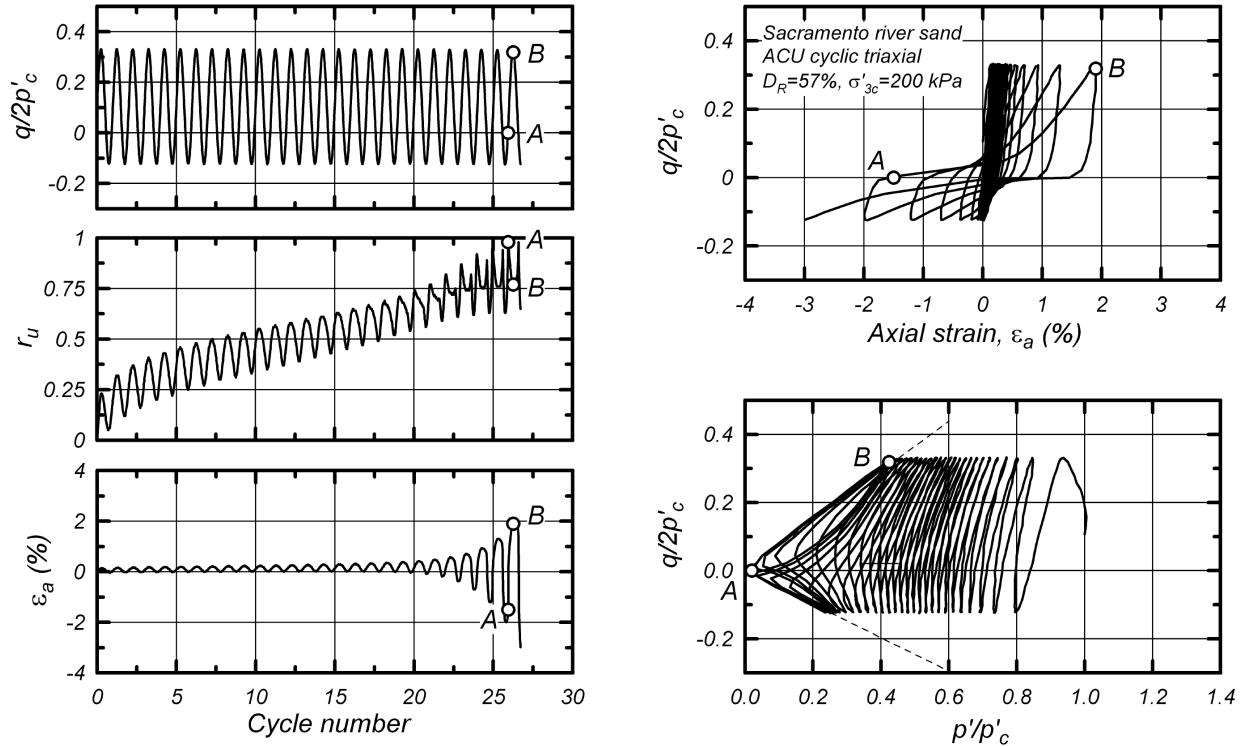 0.4
0.2
0
-0.2
q/2p'c
B
A
1
0.75
0.5
0.25
0
ru
A
B
4
2
0
-2
-4
εa (%)
B
A
0 5 10 15 20 25 30
Cycle number
0.4
0.2
0
-0.2
q/2p'c
Sacramento river sand
ACU cyclic triaxial
DR=57%, σ'3c=200 kPa
B
A
-4 -3 -2 -1 0 1 2 3 4
Axial strain, εa (%)
0.4
0.2
0.0
-0.2
q/2p'c
B
A
0.0 0.2 0.4 0.6 0.8 1.0 1.2 1.4
p'/p'c